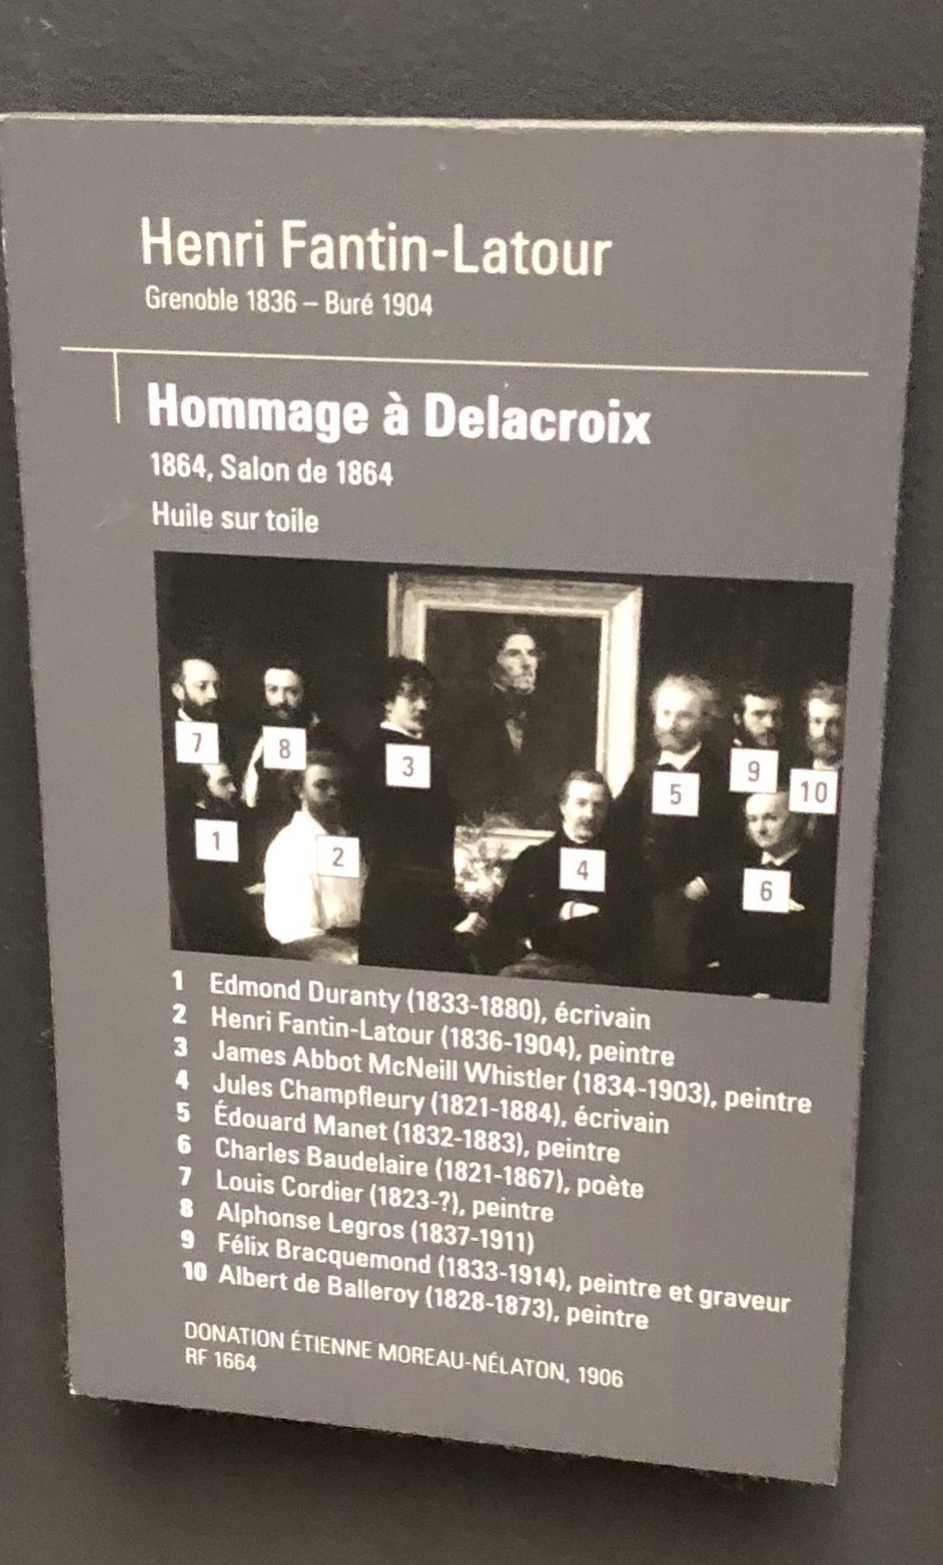 Henri Fantin-Latour
Grenoble 1836 – Buré 1904
Hommage à Delacroix
1864, Salon de 1864
Huile sur toile
7
8
3
5
9
10
1
2
4
6
1 Edmond Duranty (1833-1880), écrivain
2 Henri Fantin-Latour (1836-1904), peintre
3 James Abbot McNeill Whistler (1834-1903), peintre
4 Jules Champfleury (1821-1884), écrivain
5 Édouard Manet (1832-1883), peintre
6 Charles Baudelaire (1821-1867), poète
7 Louis Cordier (1823-?), peintre
8 Alphonse Legros (1837-1911)
9 Félix Bracquemond (1833-1914), peintre et graveur
10 Albert de Balleroy (1828-1873), peintre
DONATION ÉTIENNE MOREAU-NÉLATON, 1906
RF 1664